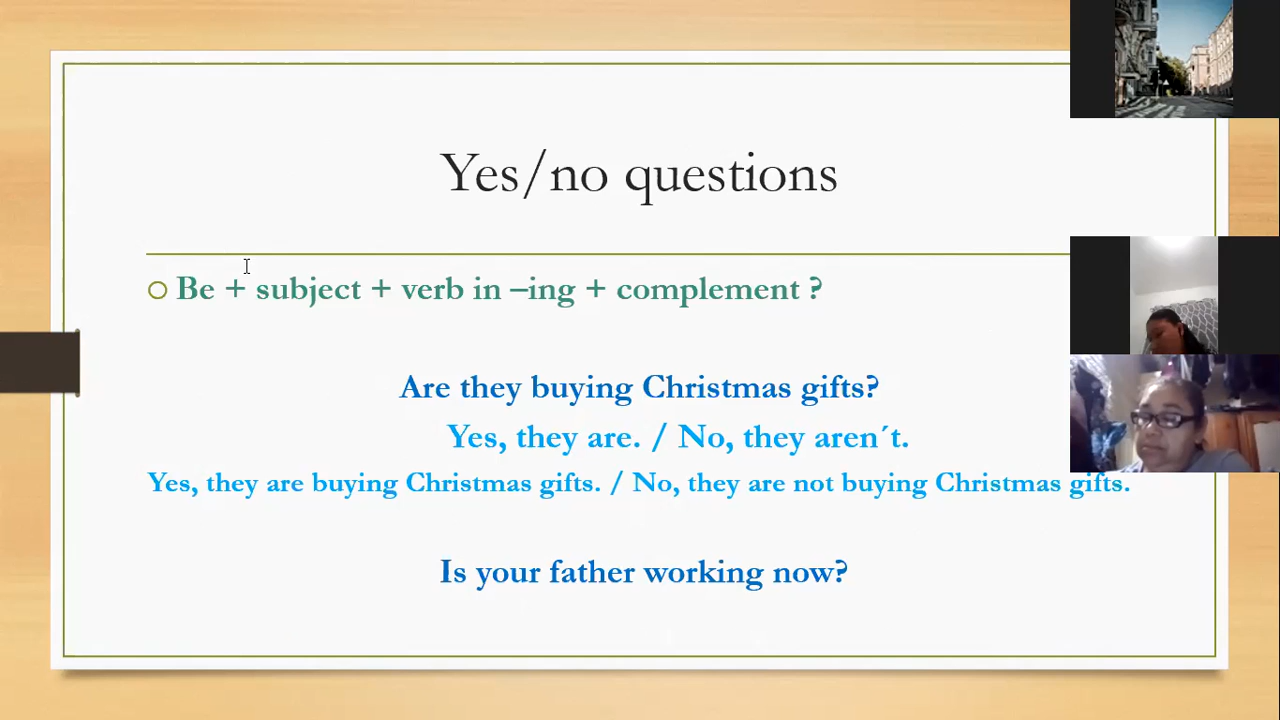 Yes/no questions
Be + subject + verb in –ing + complement ?
Are they buying Christmas gifts?
Yes, they are. / No, they aren´t.
Yes, they are buying Christmas gifts. / No, they are not buying Christmas gifts.
Is your father working now?